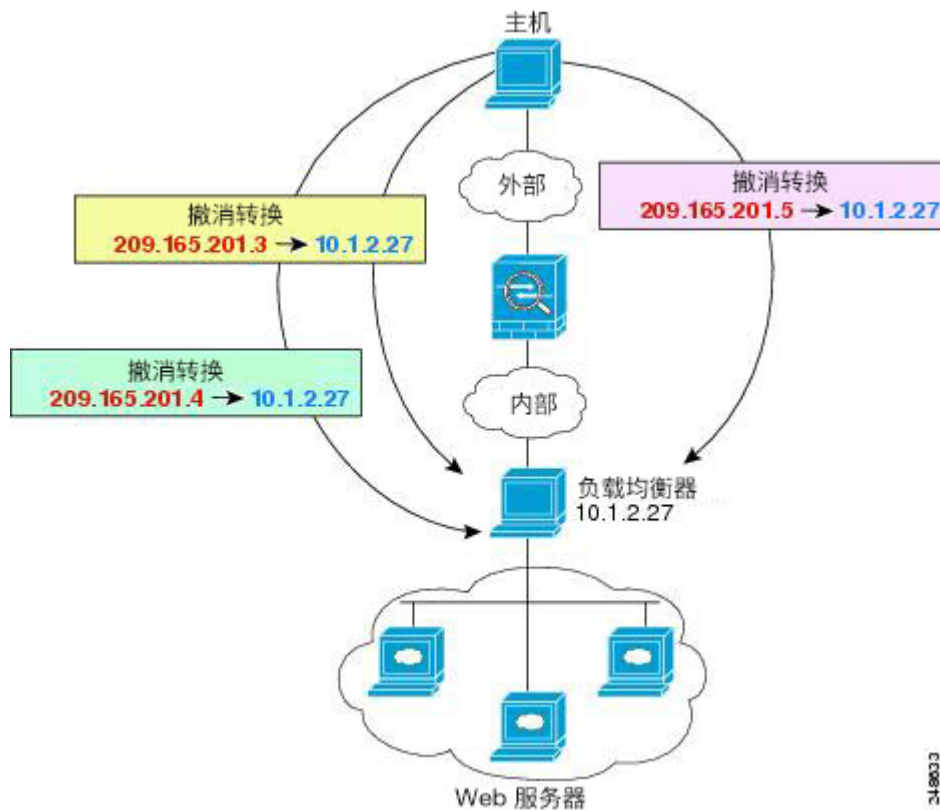 主机
外部
撤消转换
209.165.201.3 → 10.1.2.27
撤消转换
209.165.201.5 → 10.1.2.27
撤消转换
209.165.201.4 → 10.1.2.27
内部
负载均衡器
10.1.2.27
Web 服务器
248633